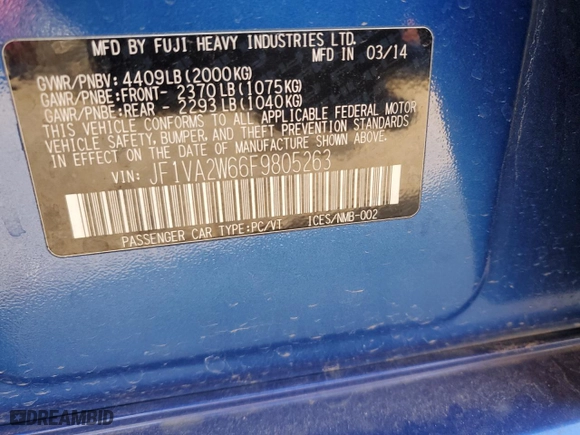 MFD BY FUJI HEAVY INDUSTRIES LTD.
MFD IN 03/14
GVWR/PNBV: 4409LB(2000KG)
GAWR/PNBE:FRONT- 2370LB(1075KG)
GAWR/PNBE:REAR - 2293LB(1040KG)
THIS VEHICLE CONFORMS TO ALL APPLICABLE FEDERAL MOTOR
VEHICLE SAFETY, BUMPER, AND THEFT PREVENTION STANDARDS
IN EFFECT ON THE DATE OF MANUFACTURE SHOWN ABOVE.
VIN: JF1VA2W66F9805263
PASSENGER CAR TYPE:PC/VT ICES/NMB-002
DREAMBID